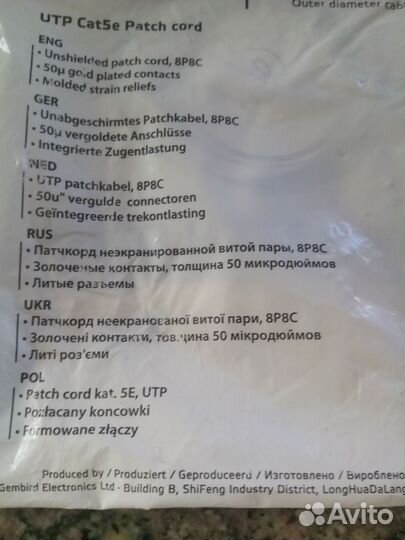 Outer diameter cab
UTP Cat5e Patch cord
ENG
• Unshielded patch cord, 8P8C
• 50µ gold plated contacts
• Molded strain reliefs
GER
• Unabgeschirmtes Patchkabel, 8P8C
• 50µ vergoldete Anschlüsse
• Integrierte Zugentlastung
NED
• UTP patchkabel, 8P8C
• 50u" vergulde connectoren
• Geïntegreerde trekontlasting
RUS
• Патчкорд неэкранированной витой пары, 8P8C
• Золоченые контакты, толщина 50 микродюймов
• Литые разъемы
UKR
• Патчкорд неекранованої витої пари, 8P8C
• Золочені контакти, товщина 50 мікродюймов
• Литі роз'еми
POL
• Patch cord kat. 5E, UTP
• Pozłacany koncowki
• Formowane złączy
Produced by / Produziert / Geproduceerd / Изготовлено / Вироблено
Gembird Electronics Ltd · Building B, ShiFeng Industry District, LongHuaDaLang
Avito